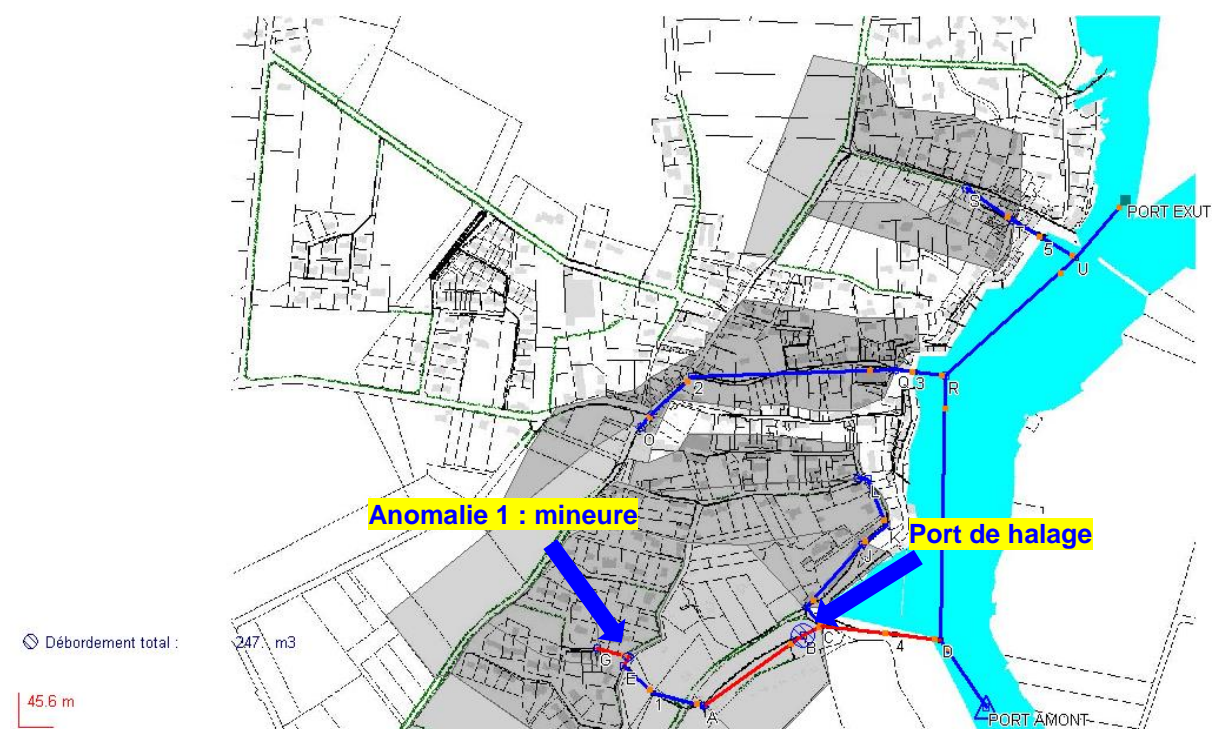 PORT EXUT
S
5
U
2
Q 3
R
O
L
Anomalie 1 : mineure
K
Port de halage
J
Débordement total : 247. m3
C
B
4
D
G
E
1
A
45.6 m
PORT AMONT